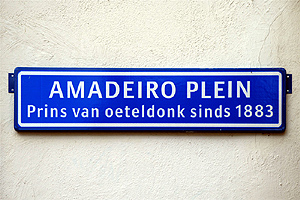 AMADEIRO PLEIN
Prins van oeteldonk sinds 1883